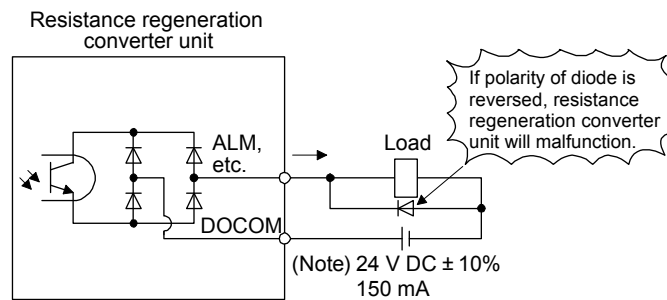 Resistance regeneration
converter unit
If polarity of diode is
reversed, resistance
regeneration converter
unit will malfunction.
ALM,
etc.
Load
DOCOM
(Note) 24 V DC ± 10%
150 mA